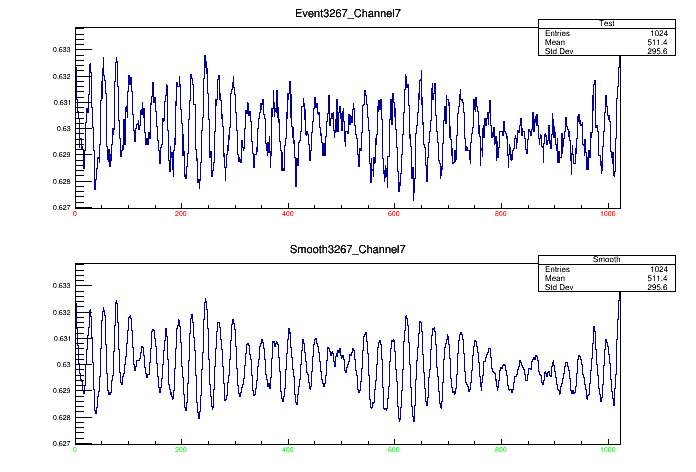 Event3267_Channel7
Test
Entries 1024
Mean 511.4
Std Dev 295.6
0.633
0.632
0.631
0.63
0.629
0.628
0.627
0 200 400 600 800 1000
Smooth3267_Channel7
Smooth
Entries 1024
Mean 511.4
Std Dev 295.6
0.633
0.632
0.631
0.63
0.629
0.628
0.627
0 200 400 600 800 1000